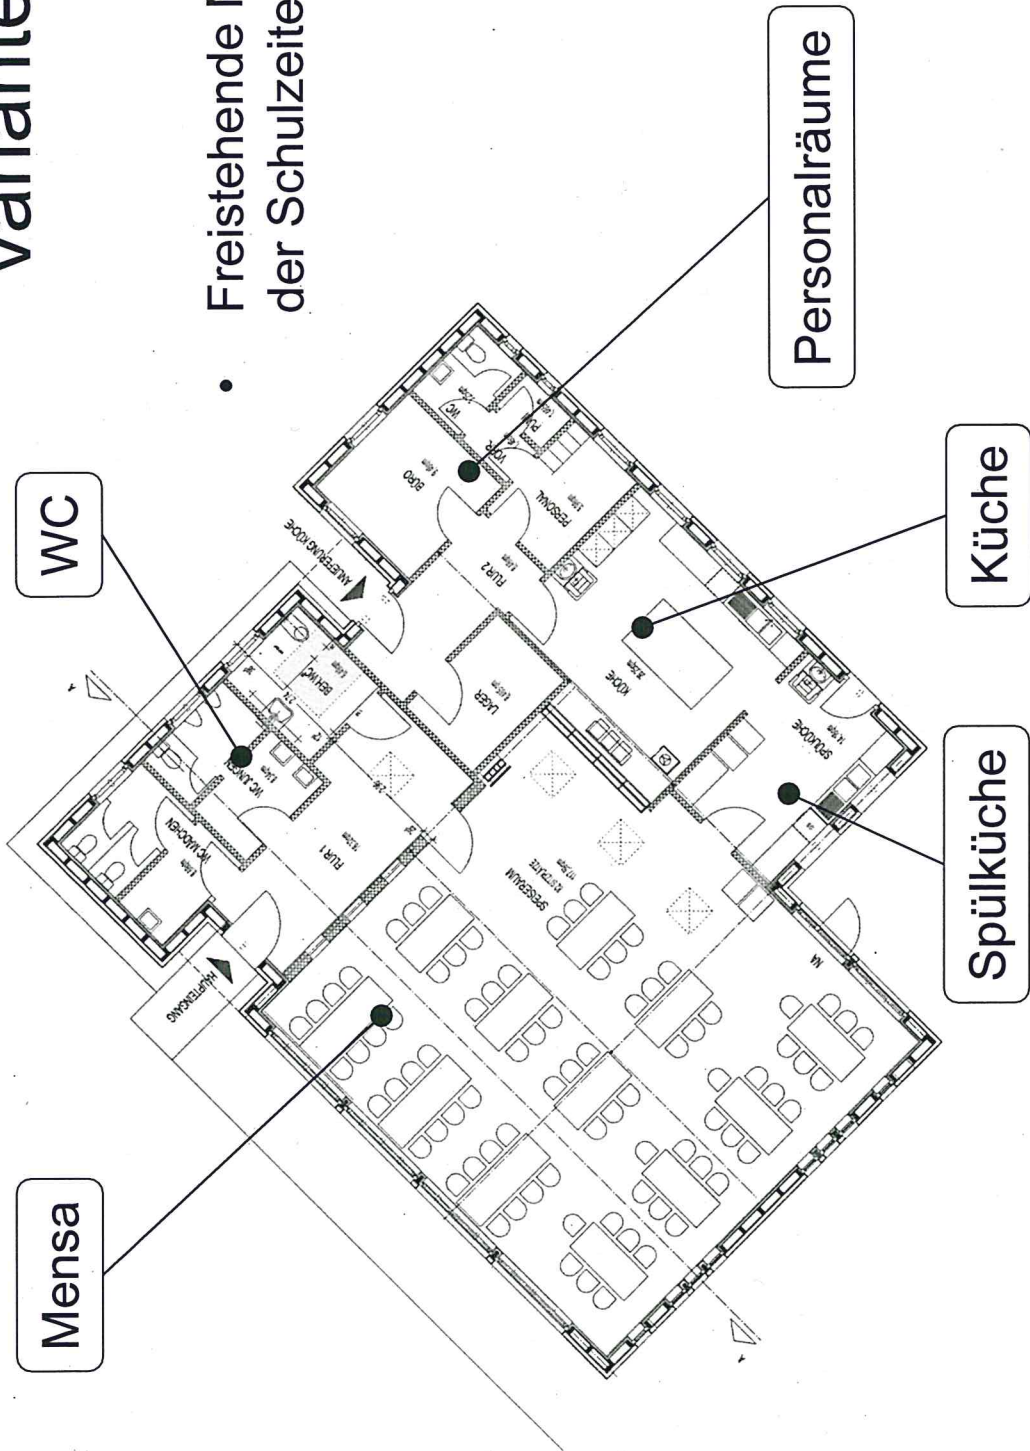 Variante
• Freistehende
der Schulzeite
WC
Mensa
Personalräume
Küche
Spülküche
HAUPTEINGANG
ANLIEFERUNG KÜCHE
WC MÄDCHEN
WC JUNGEN
BEH.WC
FLUR 1
LAGER
FLUR 2
BÜRO
WC
VORR.
PERSONAL
KÜCHE
SPÜLKÜCHE
SPEISERAUM
NA
A
A